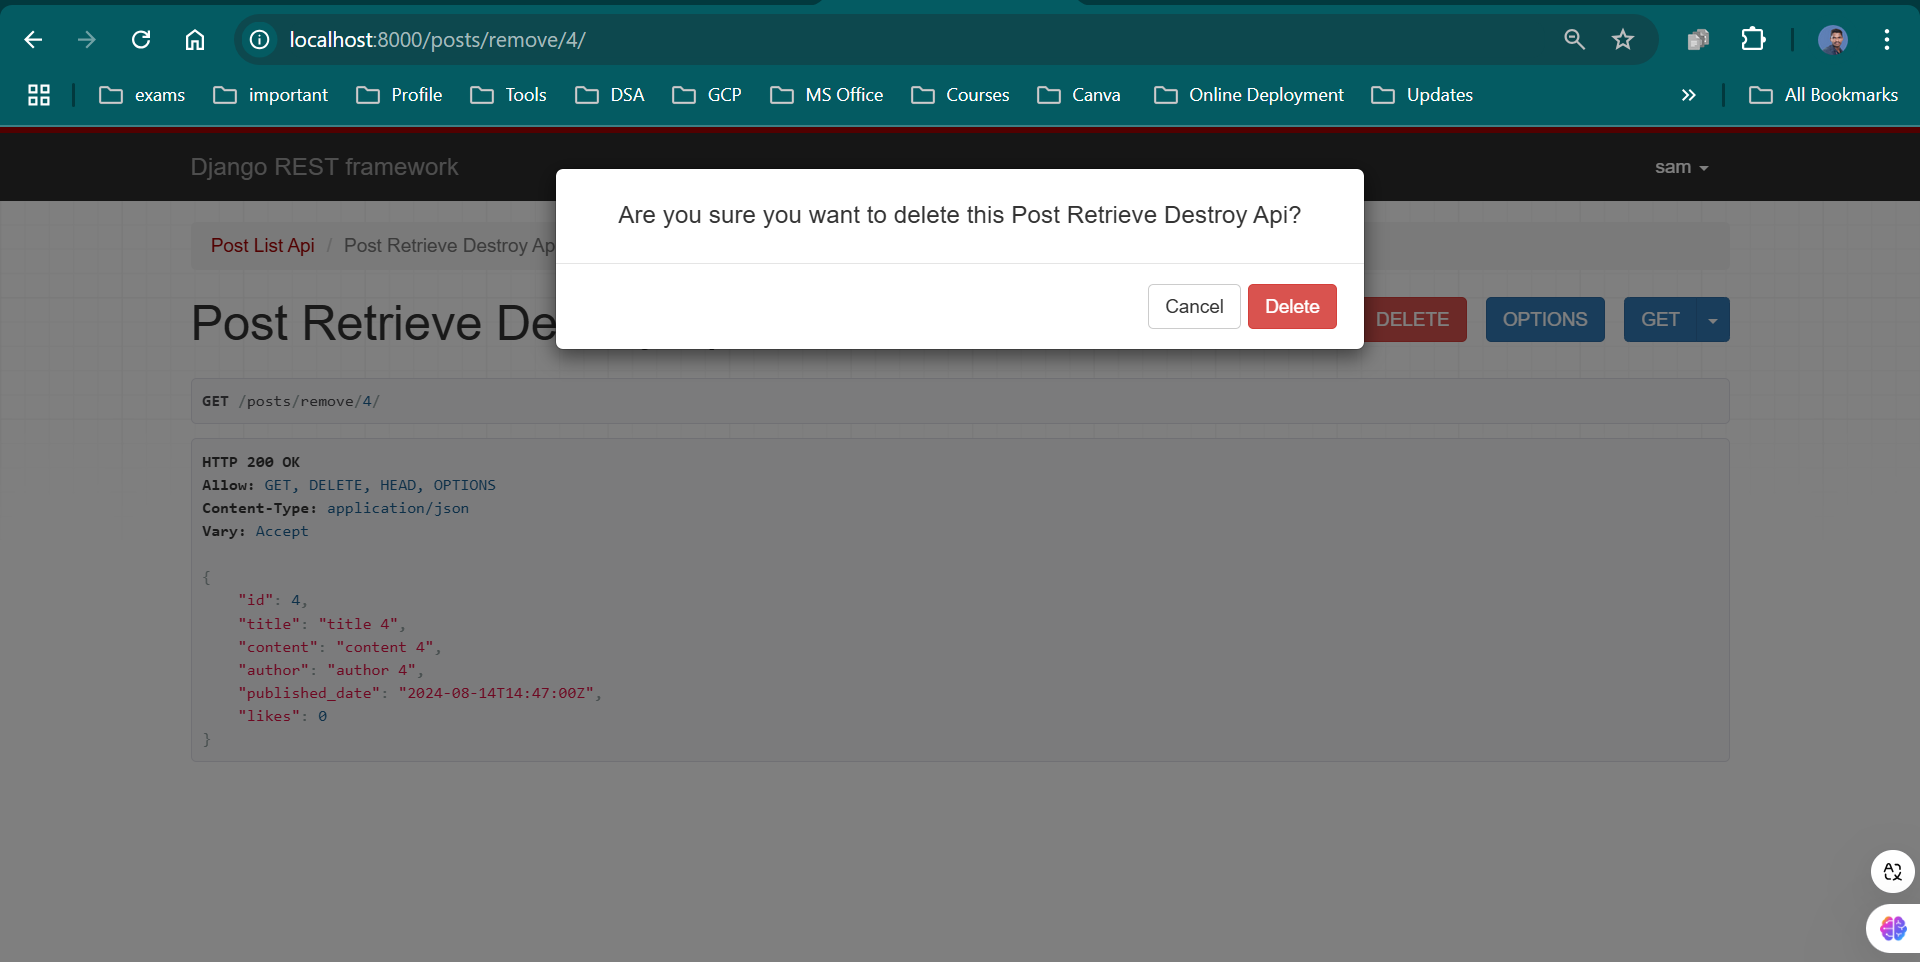 localhost:8000/posts/remove/4/
exams important Profile Tools DSA GCP MS Office Courses Canva Online Deployment Updates » All Bookmarks
Django REST framework sam
Are you sure you want to delete this Post Retrieve Destroy Api?
Cancel Delete
Post List Api / Post Retrieve Destroy Ap
Post Retrieve De DELETE OPTIONS GET
GET /posts/remove/4/
HTTP 200 OK
Allow: GET, DELETE, HEAD, OPTIONS
Content-Type: application/json
Vary: Accept
{
"id": 4,
"title": "title 4",
"content": "content 4",
"author": "author 4",
"published_date": "2024-08-14T14:47:00Z",
"likes": 0
}